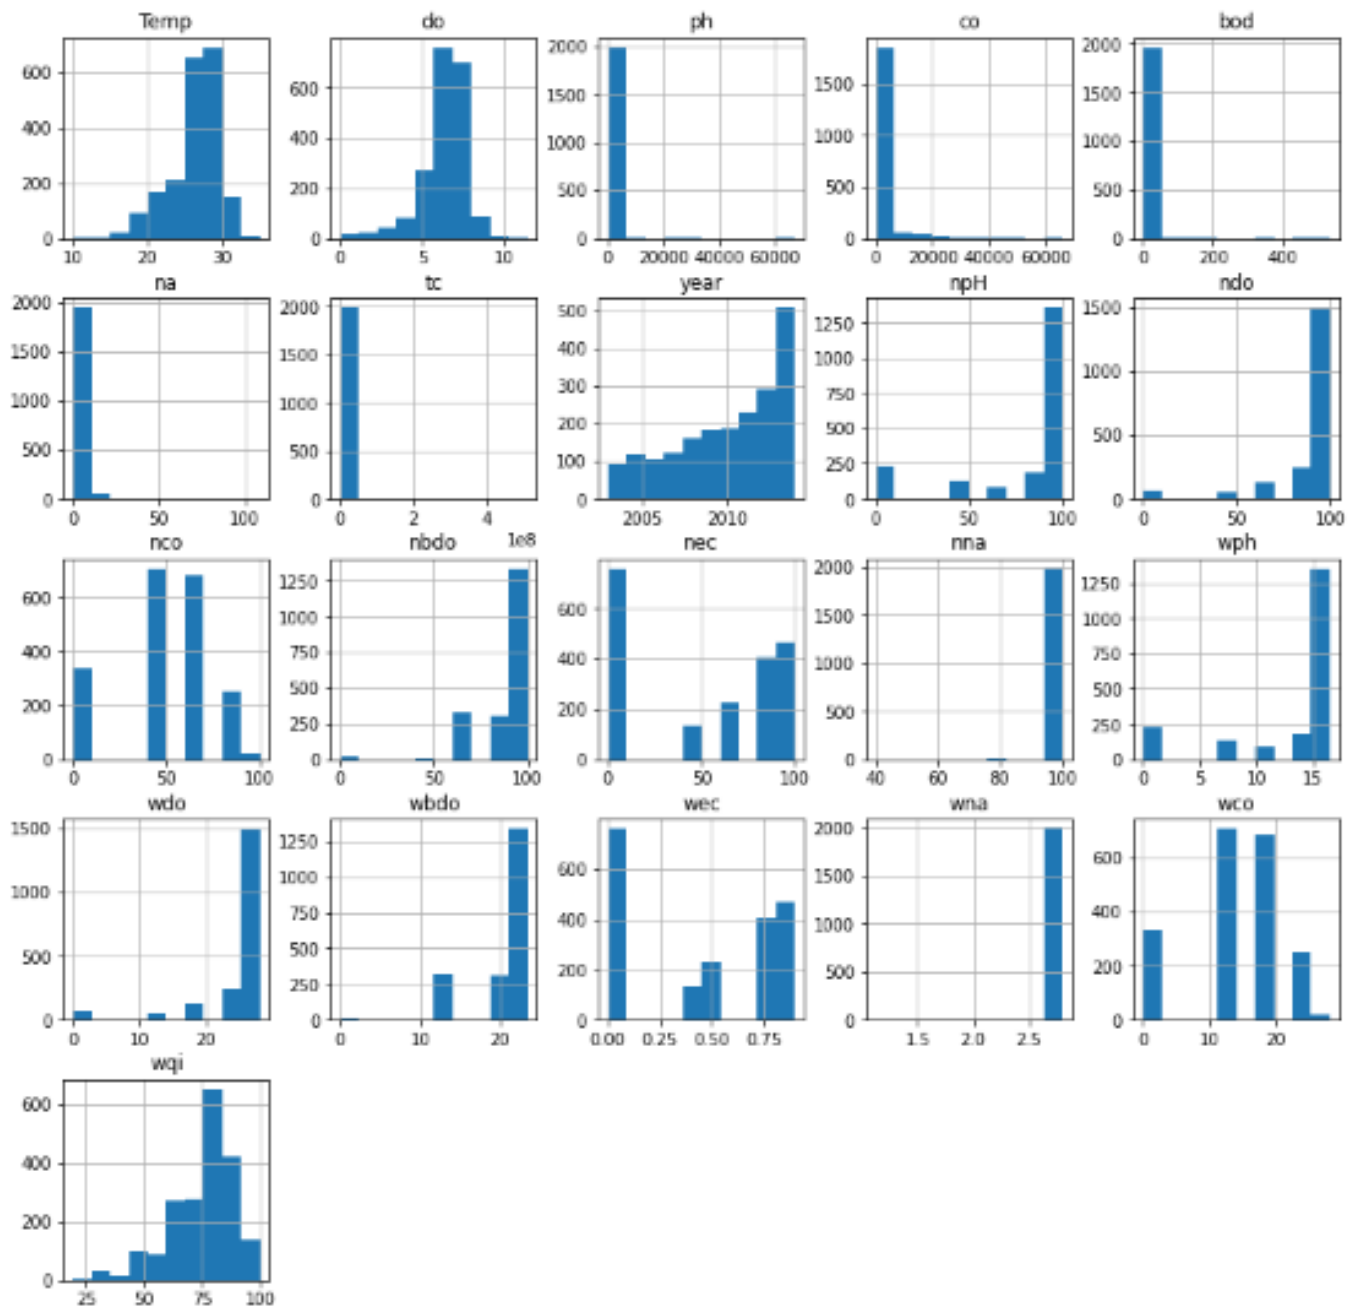 Temp do ph co bod
600 400 200 0
10 20 30
600 400 200 0
0 5 10
2000 1500 1000 500 0
0 20000 40000 60000
1500 1000 500 0
0 20000 40000 60000
2000 1500 1000 500 0
0 200 400
na tc year npH ndo
2000 1500 1000 500 0
0 50 100
2000 1500 1000 500 0
0 2 4
1e8
500 400 300 200 100 0
2005 2010
1250 1000 750 500 250 0
0 50 100
1500 1000 500 0
0 50 100
nco nbdo nec nna wph
600 400 200 0
0 50 100
1250 1000 750 500 250 0
0 50 100
600 400 200 0
0 50 100
2000 1500 1000 500 0
40 60 80 100
1250 1000 750 500 250 0
0 5 10 15
wdo wbdo wec wna wco
1500 1000 500 0
0 10 20
1250 1000 750 500 250 0
0 10 20
600 400 200 0
0.00 0.25 0.50 0.75
2000 1500 1000 500 0
1.5 2.0 2.5
600 400 200 0
0 10 20
wqi
600 400 200 0
25 50 75 100